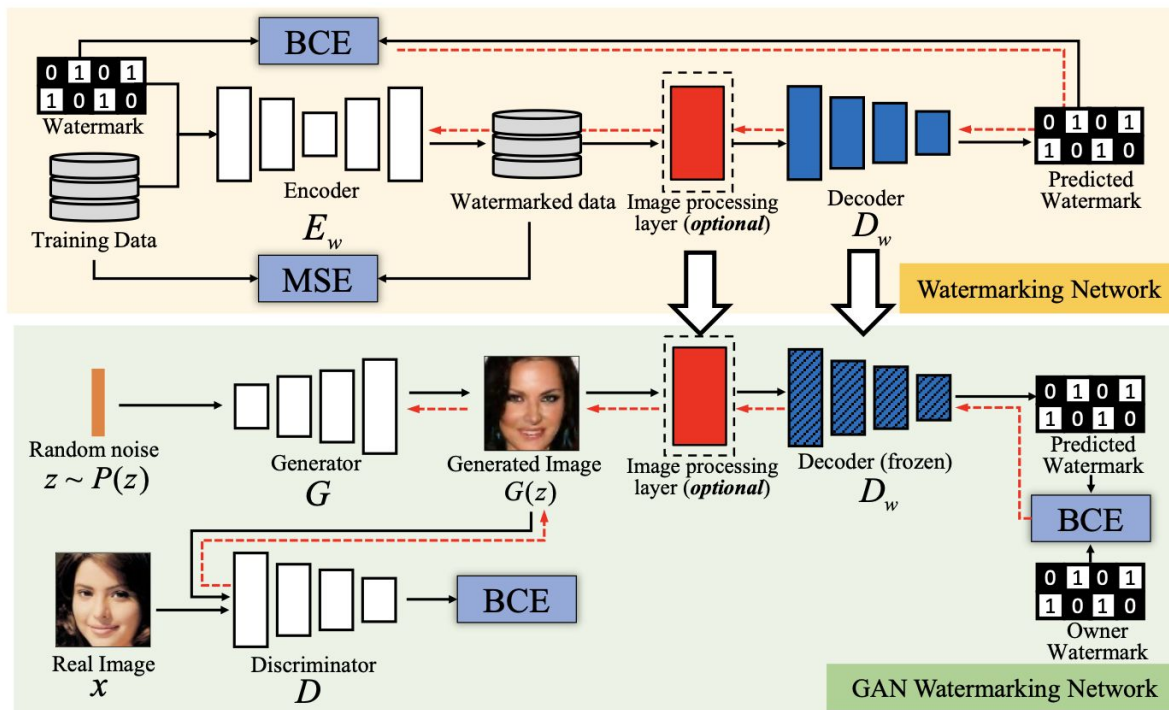 BCE
0 1 0 1
1 0 1 0
Watermark
Training Data
Encoder
E_w
MSE
Watermarked data
Image processing
layer (optional)
Decoder
D_w
0 1 0 1
1 0 1 0
Predicted
Watermark
Watermarking Network
Random noise
z ~ P(z)
Generator
G
Generated Image
G(z)
Image processing
layer (optional)
Decoder (frozen)
D_w
0 1 0 1
1 0 1 0
Predicted
Watermark
BCE
0 1 0 1
1 0 1 0
Owner
Watermark
Real Image
x
Discriminator
D
BCE
GAN Watermarking Network